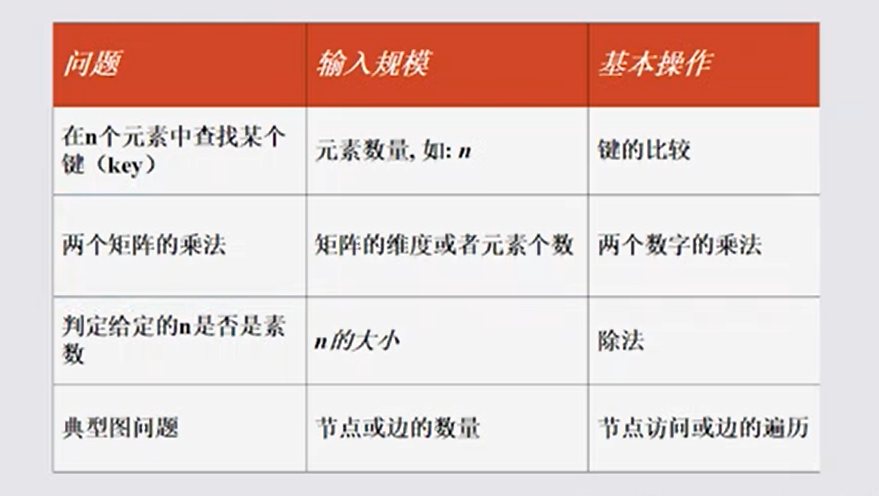 问题 输入规模 基本操作
在n个元素中查找某个
键（key）
元素数量, 如: n
键的比较
两个矩阵的乘法
矩阵的维度或者元素个数
两个数字的乘法
判定给定的n是否是素
数
n的大小
除法
典型图问题
节点或边的数量
节点访问或边的遍历